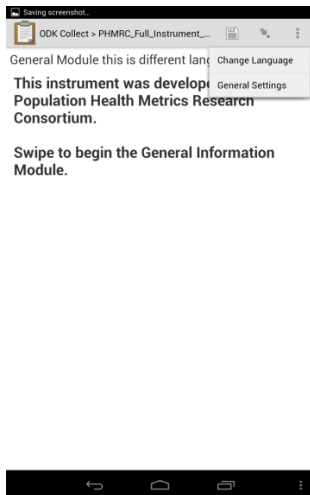 Saving screenshot...
ODK Collect > PHMRC_Full_Instrument_...
General Module this is different lang
Change Language
General Settings
This instrument was develope
Population Health Metrics Research
Consortium.
Swipe to begin the General Information
Module.